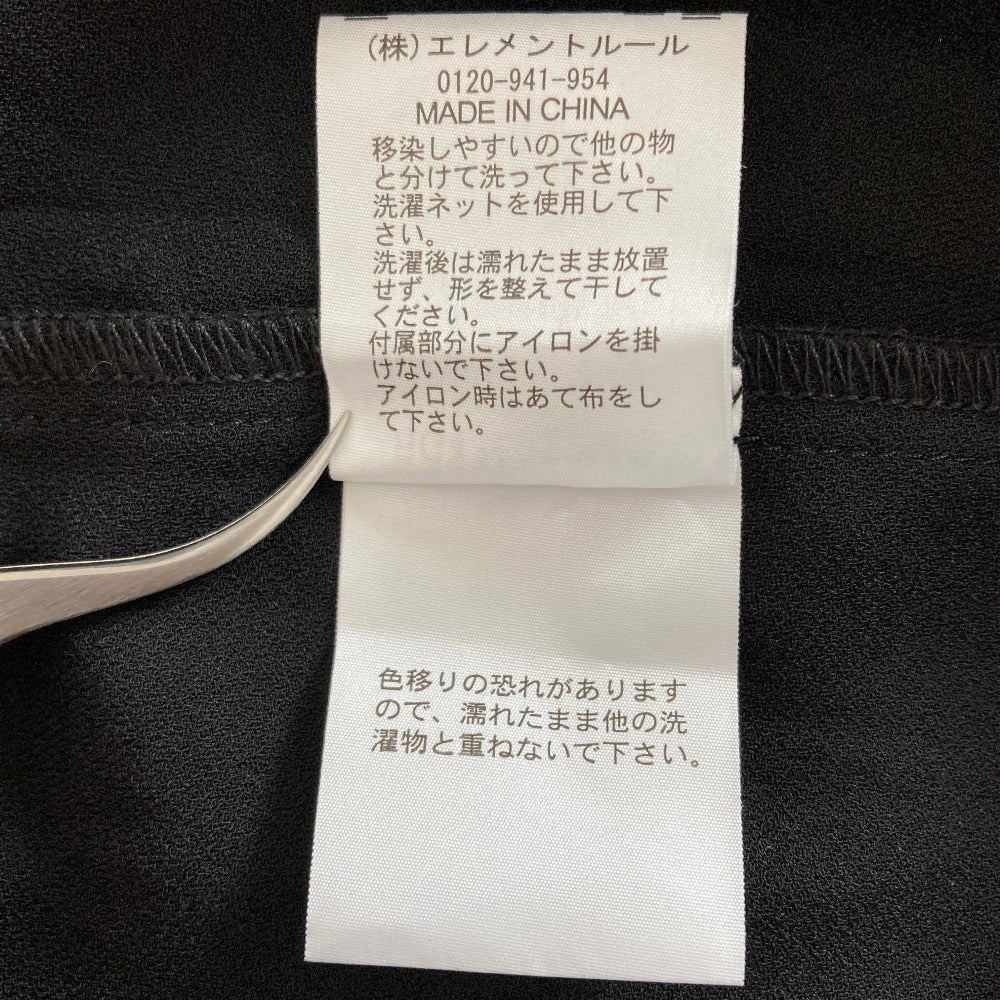 (株)エレメントルール
0120-941-954
MADE IN CHINA
移染しやすいので他の物
と分けて洗って下さい。
洗濯ネットを使用して下
さい。
洗濯後は濡れたまま放置
せず、形を整えて干して
ください。
付属部分にアイロンを掛
けないで下さい。
アイロン時はあて布をし
て下さい。
色移りの恐れがあります
ので、濡れたまま他の洗
濯物と重ねないで下さい。